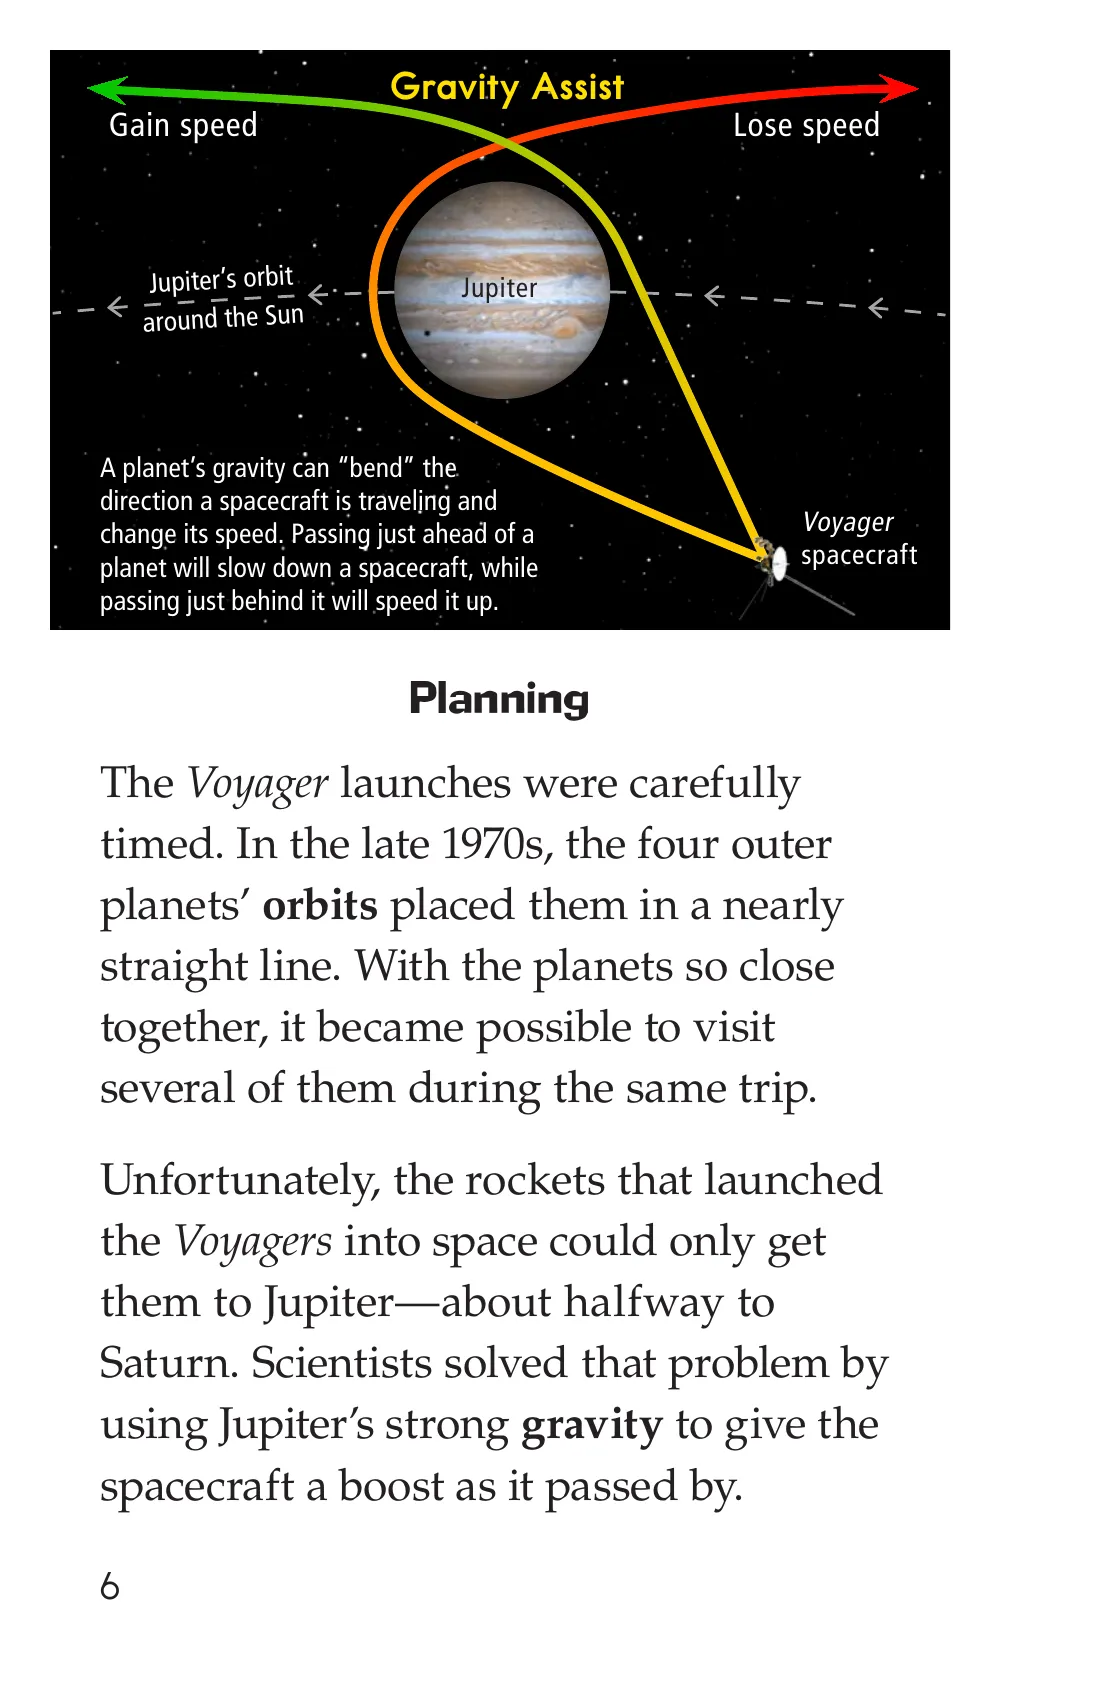 Gravity Assist
Gain speed
Lose speed
Jupiter’s orbit
around the Sun
Jupiter
A planet’s gravity can “bend” the
direction a spacecraft is traveling and
change its speed. Passing just ahead of a
planet will slow down a spacecraft, while
passing just behind it will speed it up.
Voyager
spacecraft
Planning
The Voyager launches were carefully
timed. In the late 1970s, the four outer
planets’ orbits placed them in a nearly
straight line. With the planets so close
together, it became possible to visit
several of them during the same trip.
Unfortunately, the rockets that launched
the Voyagers into space could only get
them to Jupiter—about halfway to
Saturn. Scientists solved that problem by
using Jupiter’s strong gravity to give the
spacecraft a boost as it passed by.
6